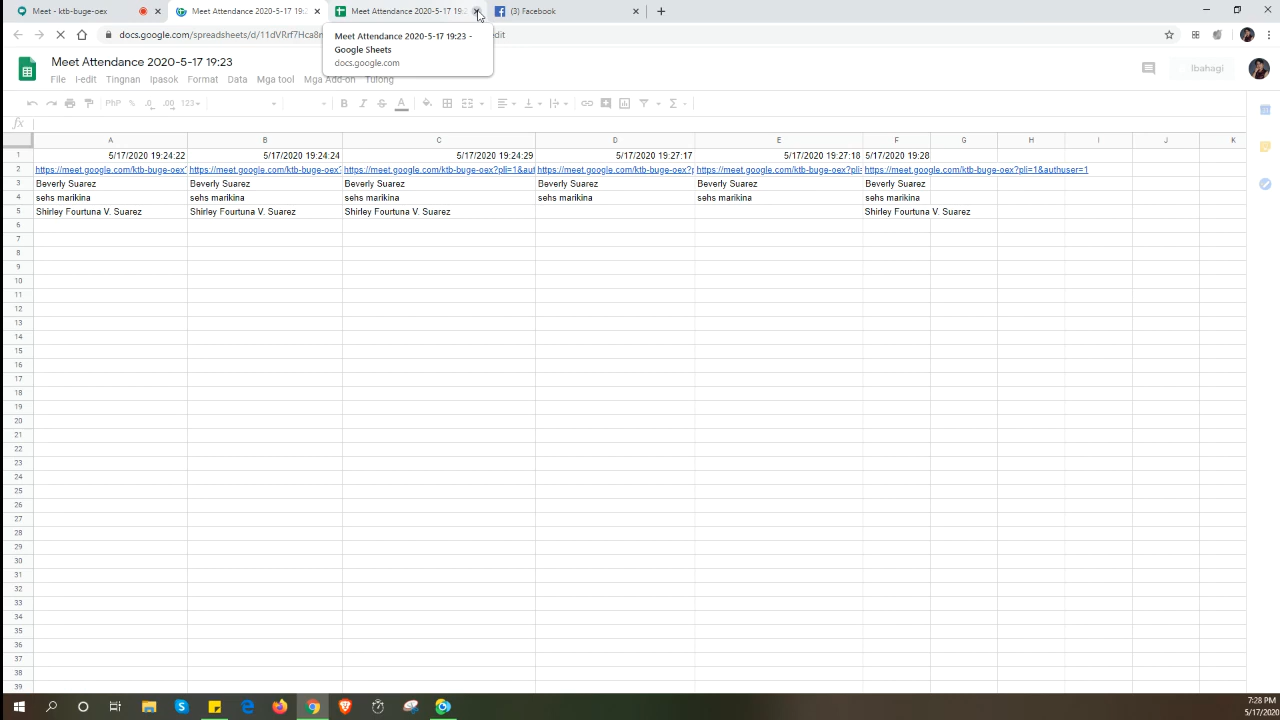 Meet - ktb-buge-oex
Meet Attendance 2020-5-17 19:23
Meet Attendance 2020-5-17 19:2
(3) Facebook
docs.google.com/spreadsheets/d/11dVRrf7Hca8
edit
Meet Attendance 2020-5-17 19:23 -
Google Sheets
docs.google.com
Meet Attendance 2020-5-17 19:23
File I-edit Tingnan Ipasok Format Data Mga tool Mga Add-on Tulong
Ibahagi
PhP % .0 .00 123
B I S A Σ
fx
A B C D E F G H I J K
1 5/17/2020 19:24:22 5/17/2020 19:24:24 5/17/2020 19:24:29 5/17/2020 19:27:17 5/17/2020 19:27:18 5/17/2020 19:28
2 https://meet.google.com/ktb-buge-oex? https://meet.google.com/ktb-buge-oex? https://meet.google.com/ktb-buge-oex?pli=1&aut https://meet.google.com/ktb-buge-oex?p https://meet.google.com/ktb-buge-oex?pli= https://meet.google.com/ktb-buge-oex?pli=1&authuser=1
3 Beverly Suarez Beverly Suarez Beverly Suarez Beverly Suarez Beverly Suarez Beverly Suarez
4 sehs marikina sehs marikina sehs marikina sehs marikina sehs marikina sehs marikina
5 Shirley Fourtuna V. Suarez Shirley Fourtuna V. Suarez Shirley Fourtuna V. Suarez Shirley Fourtuna V. Suarez
6
7
8
9
10
11
12
13
14
15
16
17
18
19
20
21
22
23
24
25
26
27
28
29
30
31
32
33
34
35
36
37
38
39
7:28 PM
5/17/2020